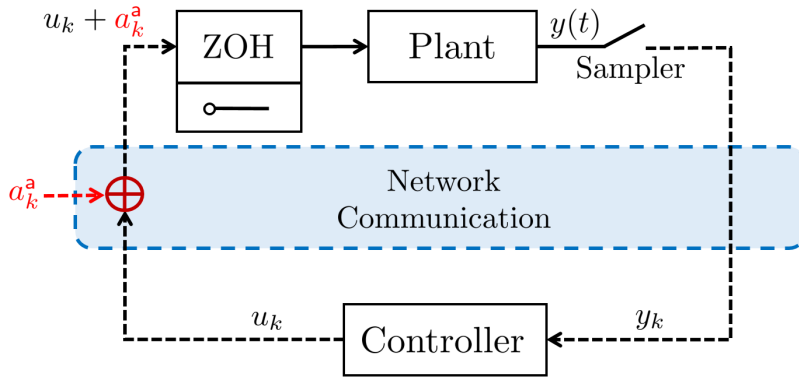 u_k + a_k^a
ZOH
Plant
y(t)
Sampler
a_k^a
Network
Communication
u_k
Controller
y_k